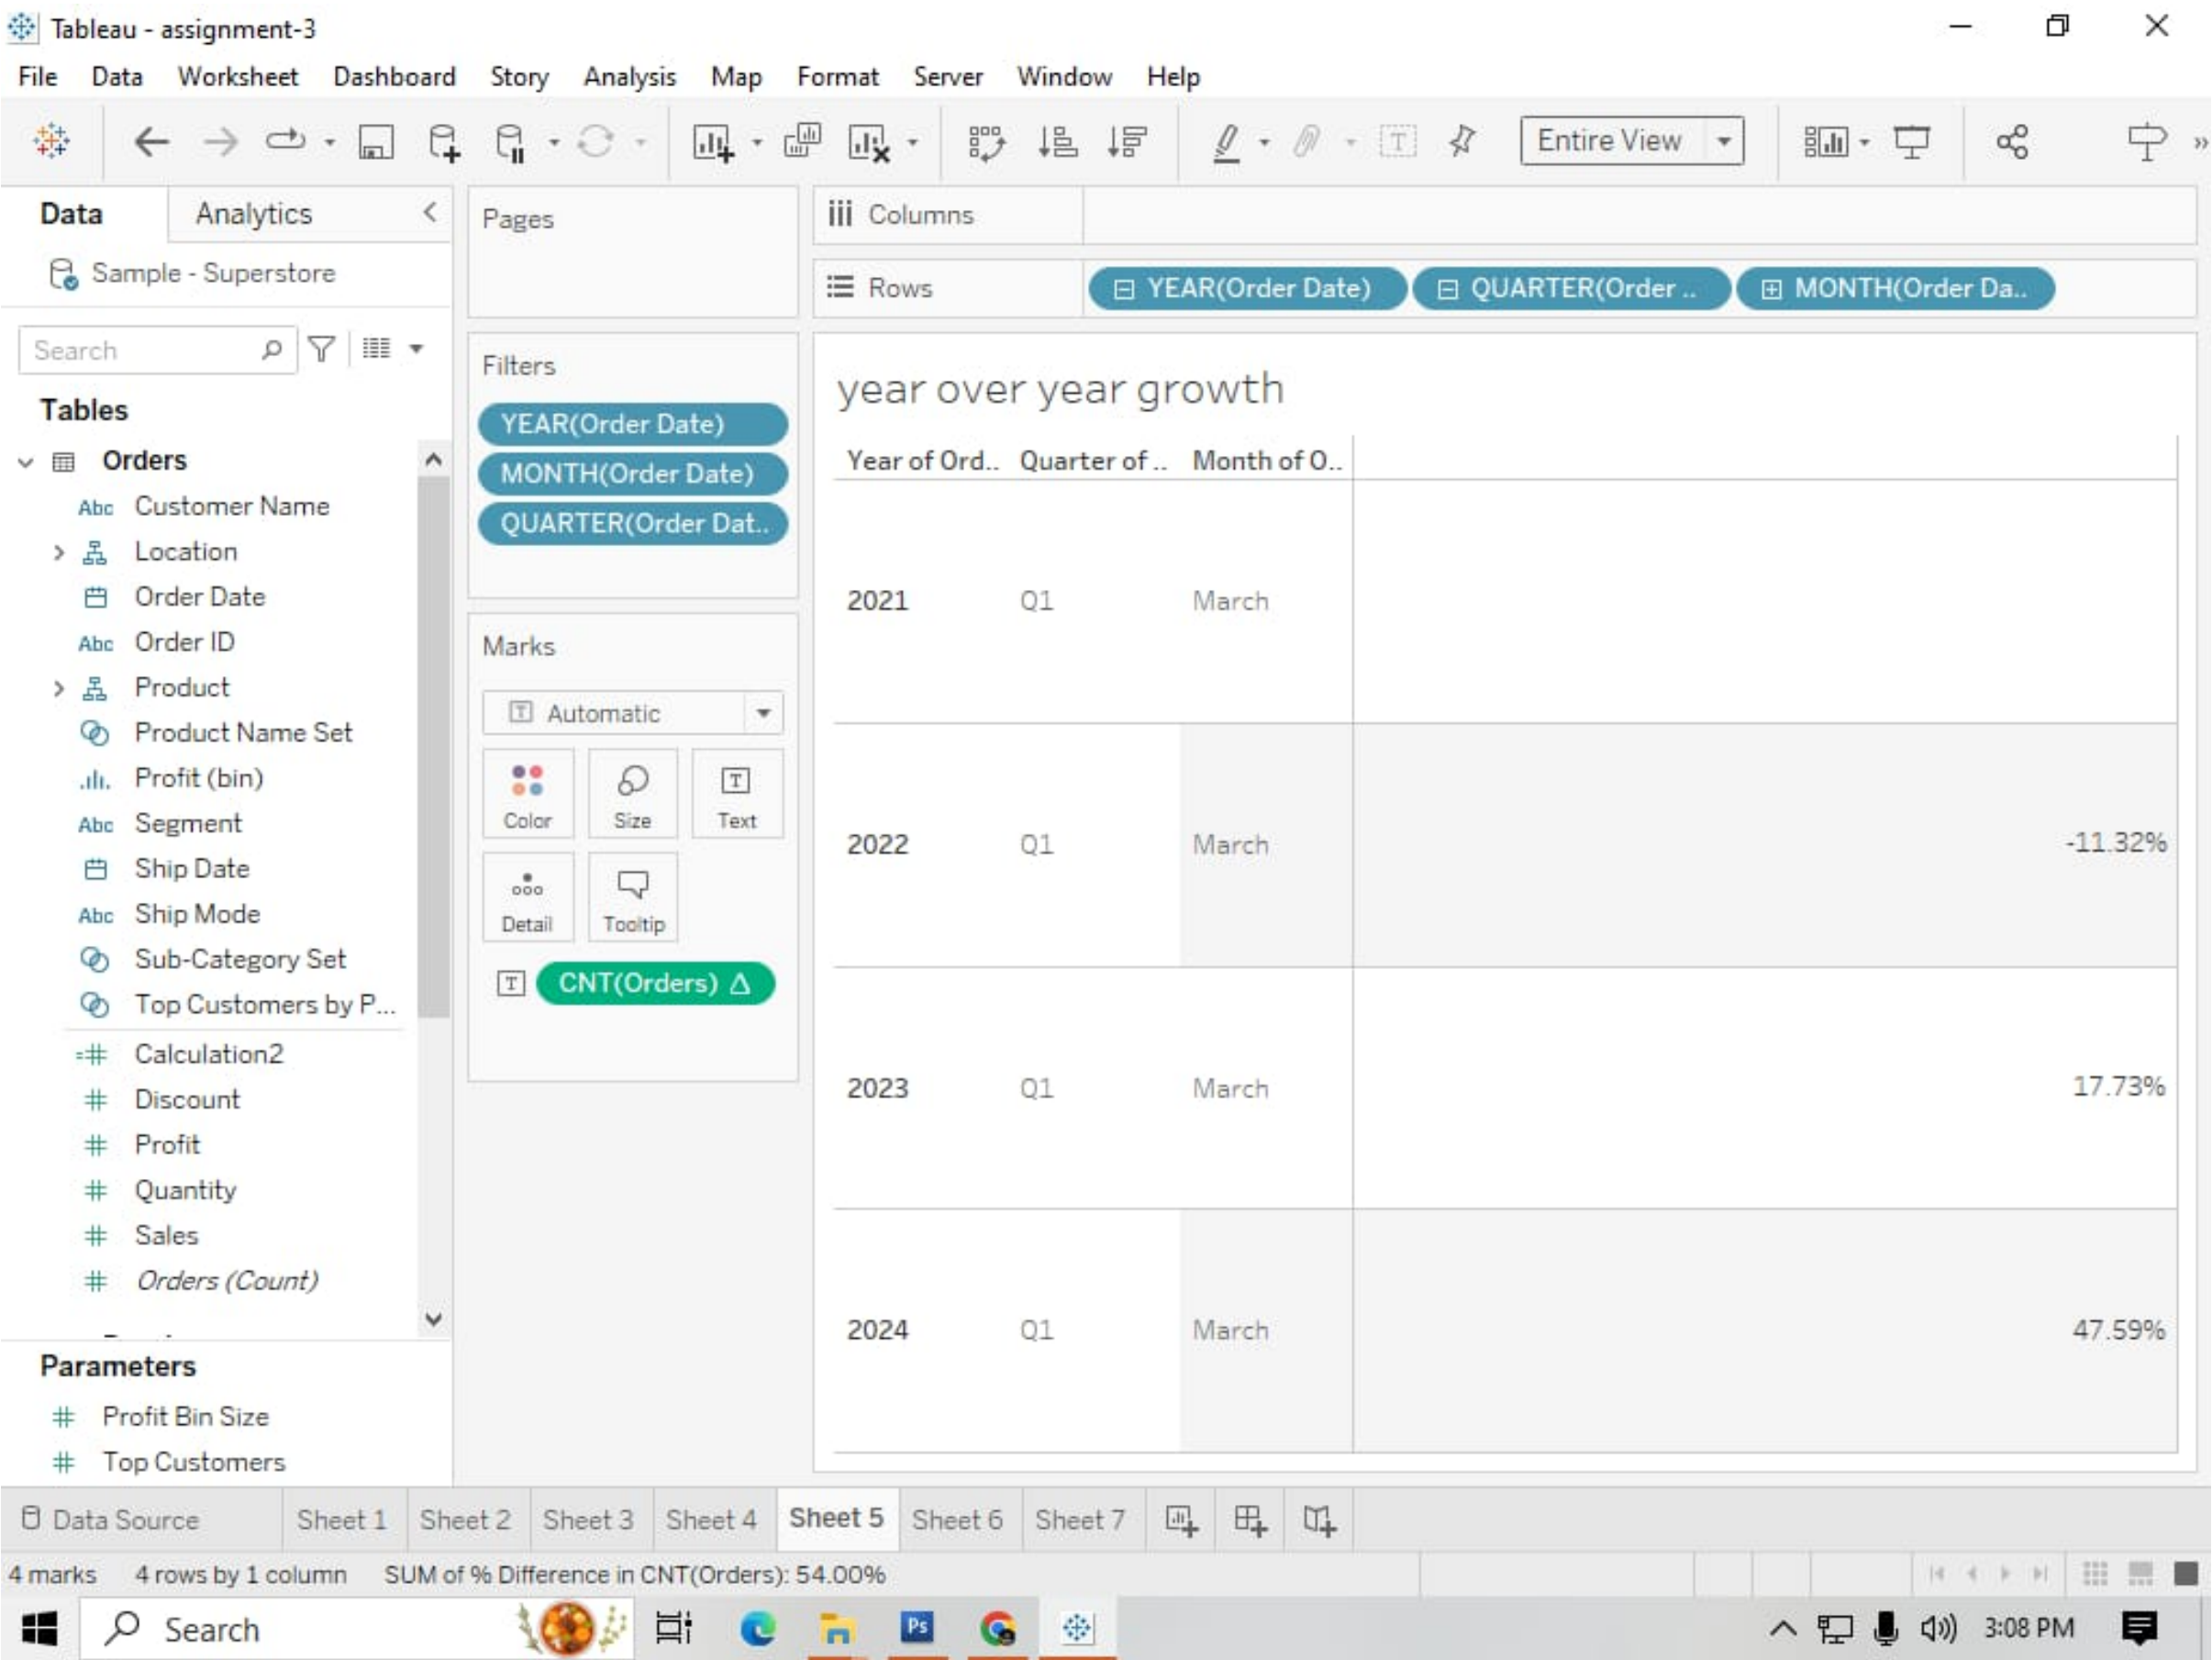 Tableau - assignment-3
File Data Worksheet Dashboard Story Analysis Map Format Server Window Help
Entire View
Data Analytics
Sample - Superstore
Search
Tables
Orders
Abc Customer Name
Location
Order Date
Abc Order ID
Product
Product Name Set
Profit (bin)
Abc Segment
Ship Date
Abc Ship Mode
Sub-Category Set
Top Customers by P...
=# Calculation2
# Discount
# Profit
# Quantity
# Sales
# Orders (Count)
Parameters
# Profit Bin Size
# Top Customers
Pages
Filters
YEAR(Order Date)
MONTH(Order Date)
QUARTER(Order Dat..
Marks
T Automatic
Color Size T Text
Detail Tooltip
T CNT(Orders) Δ
iii Columns
Rows YEAR(Order Date) QUARTER(Order .. MONTH(Order Da..
year over year growth
Year of Ord.. Quarter of .. Month of O..
2021 Q1 March
2022 Q1 March -11.32%
2023 Q1 March 17.73%
2024 Q1 March 47.59%
Data Source Sheet 1 Sheet 2 Sheet 3 Sheet 4 Sheet 5 Sheet 6 Sheet 7
4 marks 4 rows by 1 column SUM of % Difference in CNT(Orders): 54.00%
Search Ps 3:08 PM